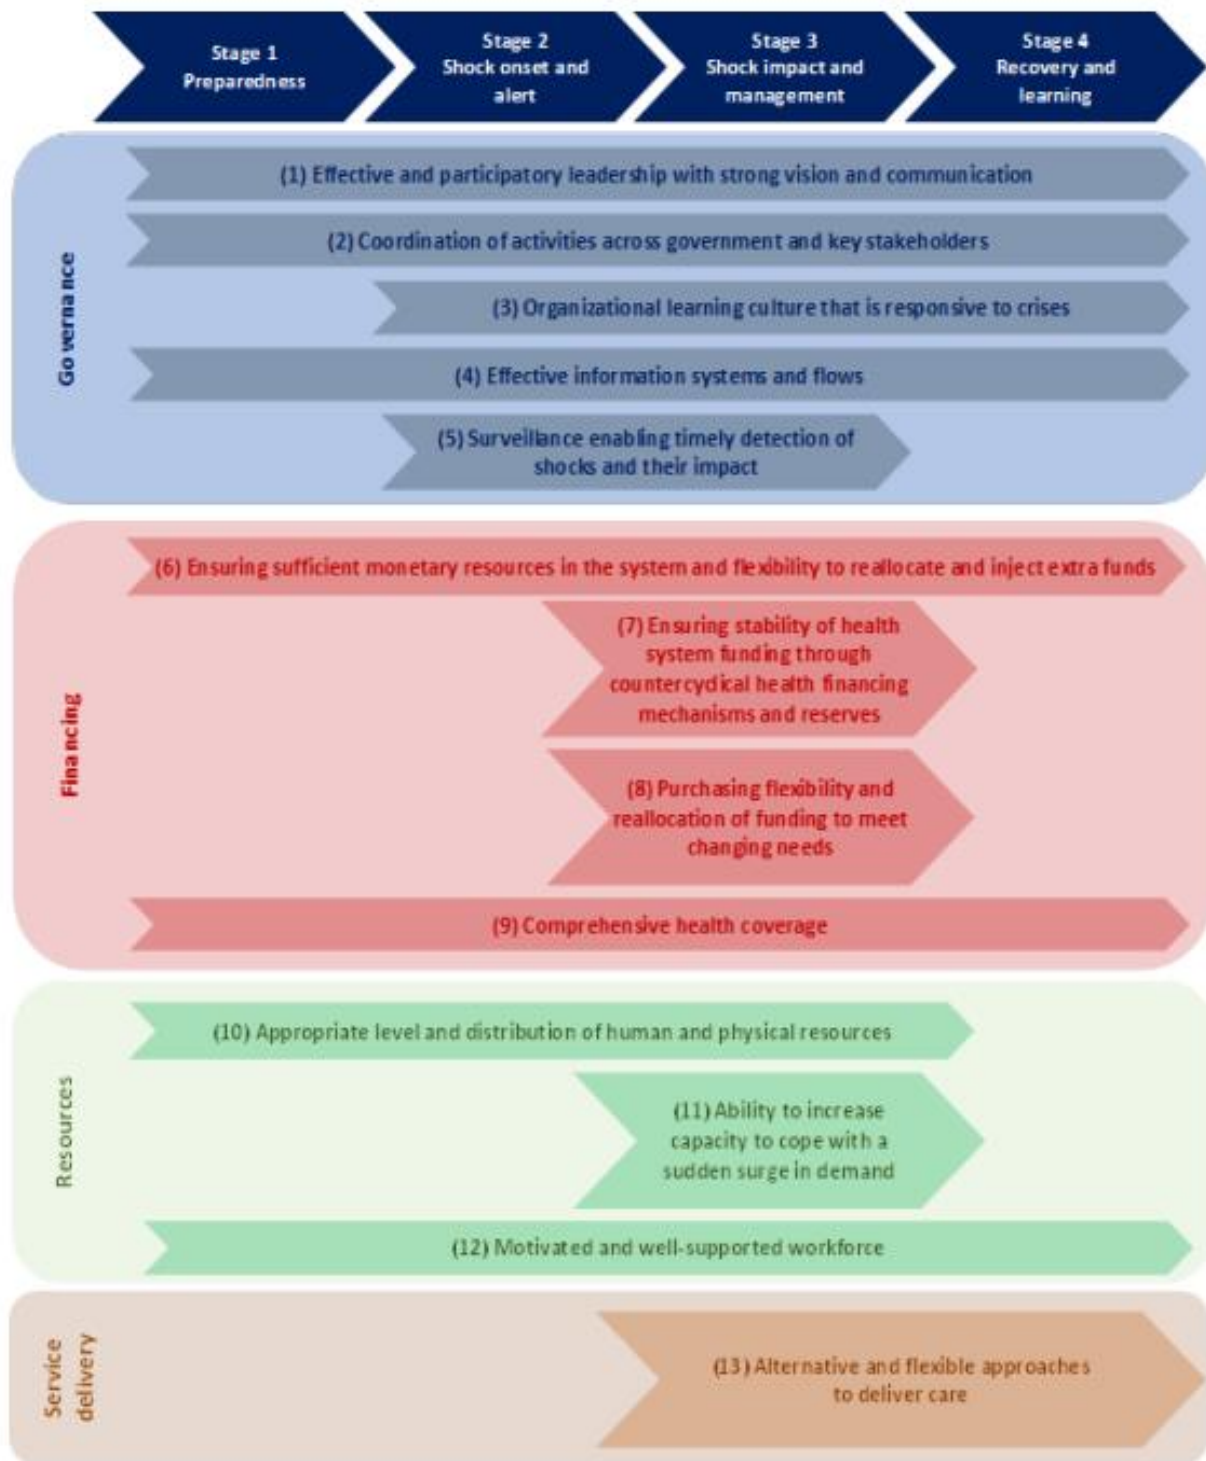 Stage 1
Preparedness
Stage 2
Shock onset and
alert
Stage 3
Shock impact and
management
Stage 4
Recovery and
learning
Governance
(1) Effective and participatory leadership with strong vision and communication
(2) Coordination of activities across government and key stakeholders
(3) Organizational learning culture that is responsive to crises
(4) Effective information systems and flows
(5) Surveillance enabling timely detection of
shocks and their impact
Financing
(6) Ensuring sufficient monetary resources in the system and flexibility to reallocate and inject extra funds
(7) Ensuring stability of health
system funding through
countercyclical health financing
mechanisms and reserves
(8) Purchasing flexibility and
reallocation of funding to meet
changing needs
(9) Comprehensive health coverage
Resources
(10) Appropriate level and distribution of human and physical resources
(11) Ability to increase
capacity to cope with a
sudden surge in demand
(12) Motivated and well-supported workforce
Service
delivery
(13) Alternative and flexible approaches
to deliver care